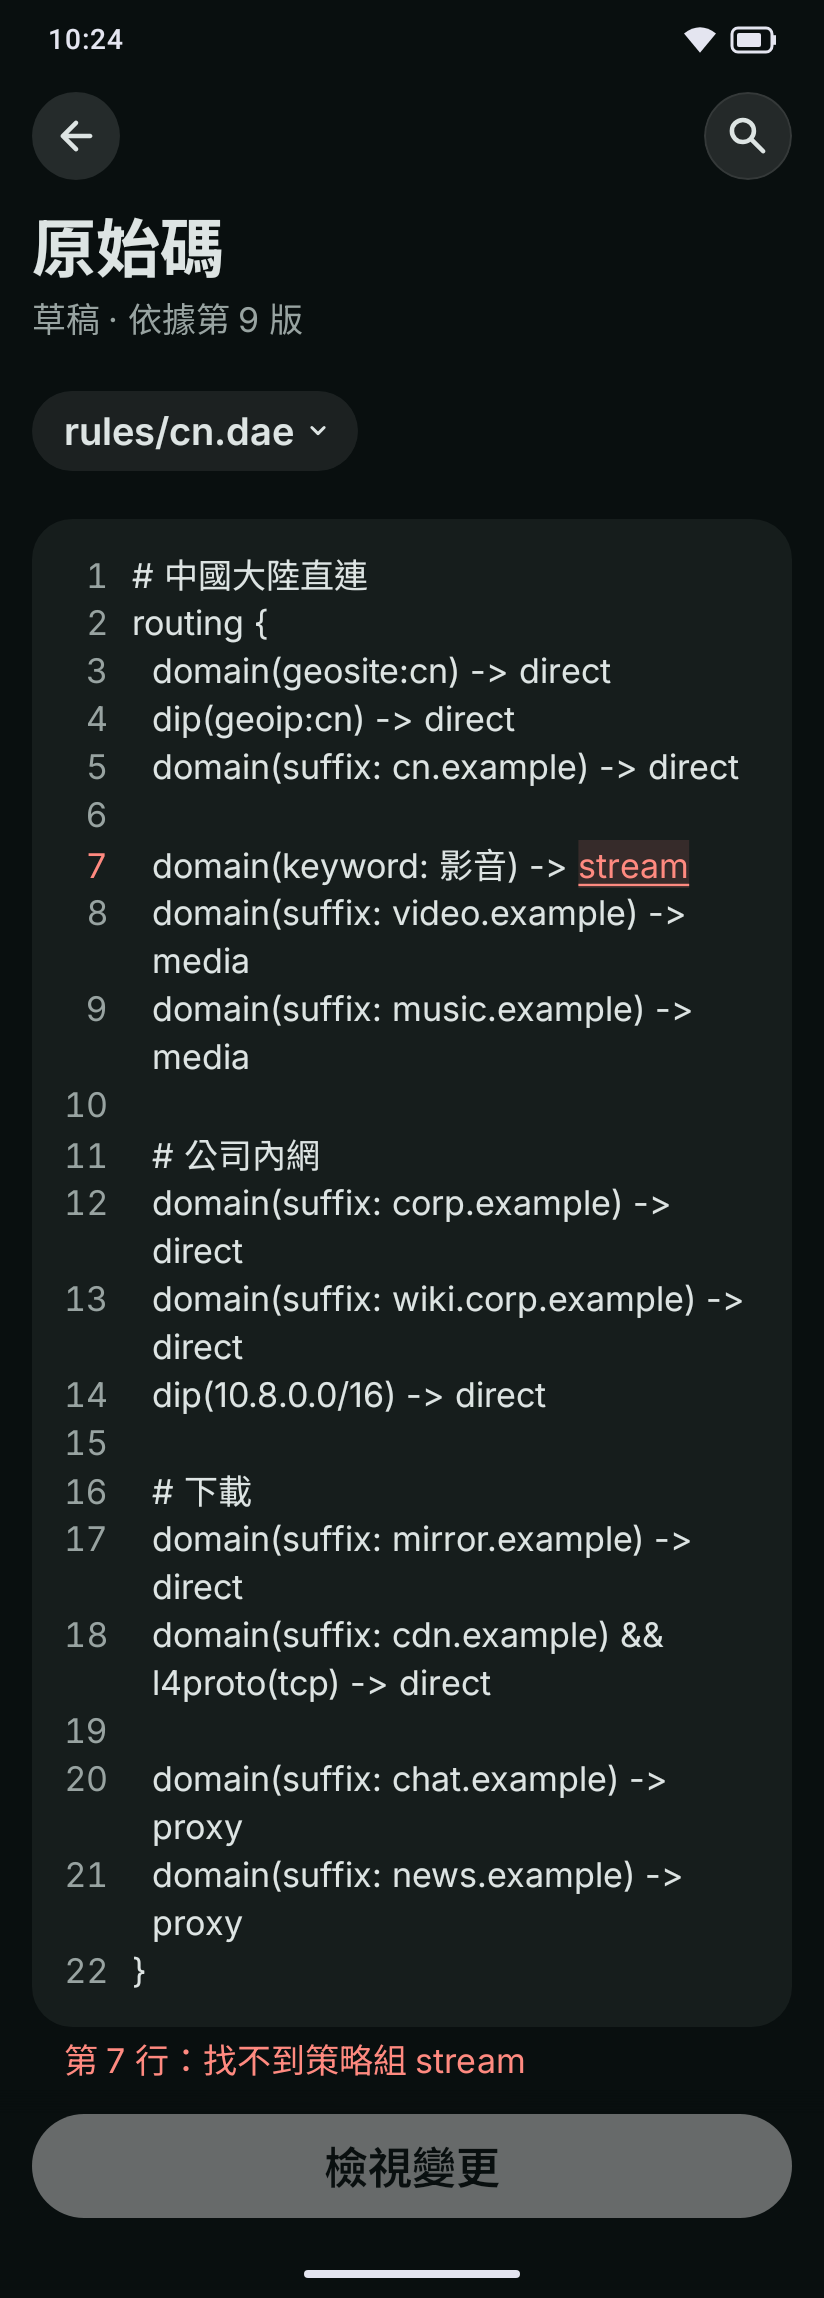 10:24
原始碼
草稿 · 依據第 9 版
rules/cn.dae
1 # 中國大陸直連
2 routing {
3 domain(geosite:cn) -> direct
4 dip(geoip:cn) -> direct
5 domain(suffix: cn.example) -> direct
6
7 domain(keyword: 影音) -> stream
8 domain(suffix: video.example) ->
media
9 domain(suffix: music.example) ->
media
10
11 # 公司內網
12 domain(suffix: corp.example) ->
direct
13 domain(suffix: wiki.corp.example) ->
direct
14 dip(10.8.0.0/16) -> direct
15
16 # 下載
17 domain(suffix: mirror.example) ->
direct
18 domain(suffix: cdn.example) &&
l4proto(tcp) -> direct
19
20 domain(suffix: chat.example) ->
proxy
21 domain(suffix: news.example) ->
proxy
22 }
第 7 行：找不到策略組 stream
檢視變更